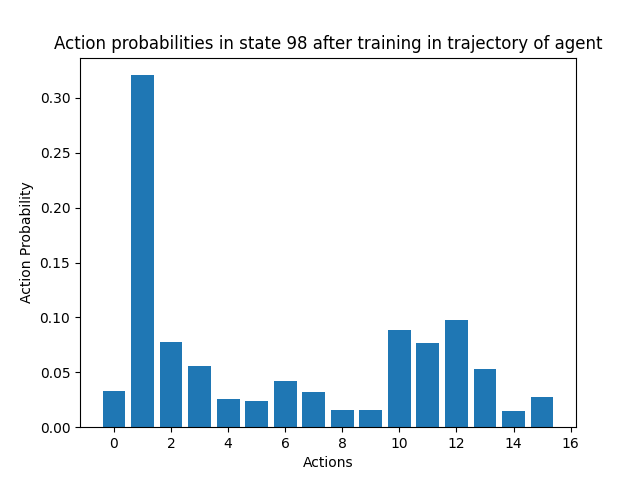 Action probabilities in state 98 after training in trajectory of agent
0.30
0.25
0.20
0.15
0.10
0.05
0.00
Action Probability
0 2 4 6 8 10 12 14 16
Actions